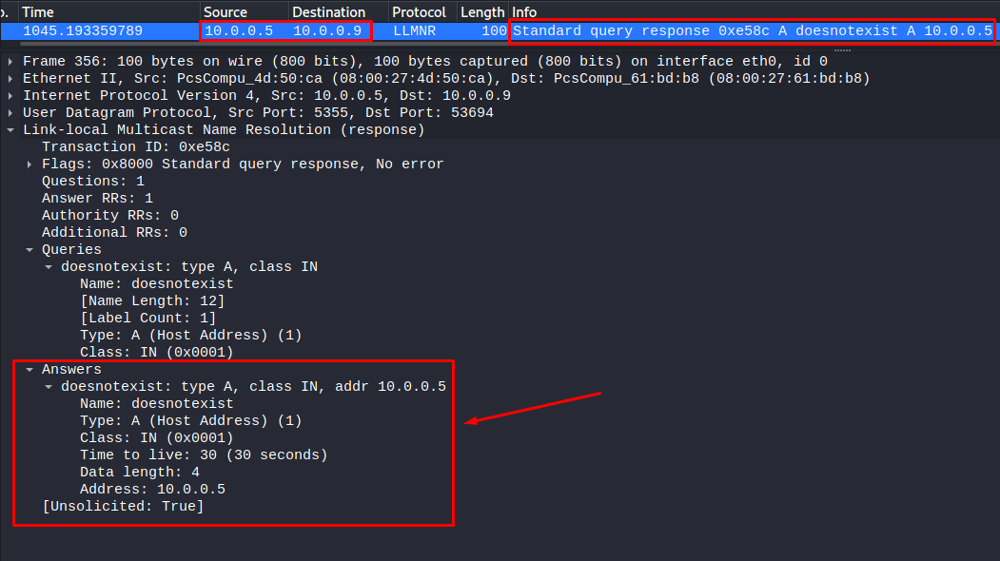 o. Time Source Destination Protocol Length Info
1045.193359789 10.0.0.5 10.0.0.9 LLMNR 100 Standard query response 0xe58c A doesnotexist A 10.0.0.5
Frame 356: 100 bytes on wire (800 bits), 100 bytes captured (800 bits) on interface eth0, id 0
Ethernet II, Src: PcsCompu_4d:50:ca (08:00:27:4d:50:ca), Dst: PcsCompu_61:bd:b8 (08:00:27:61:bd:b8)
Internet Protocol Version 4, Src: 10.0.0.5, Dst: 10.0.0.9
User Datagram Protocol, Src Port: 5355, Dst Port: 53694
Link-local Multicast Name Resolution (response)
Transaction ID: 0xe58c
Flags: 0x8000 Standard query response, No error
Questions: 1
Answer RRs: 1
Authority RRs: 0
Additional RRs: 0
Queries
doesnotexist: type A, class IN
Name: doesnotexist
[Name Length: 12]
[Label Count: 1]
Type: A (Host Address) (1)
Class: IN (0x0001)
Answers
doesnotexist: type A, class IN, addr 10.0.0.5
Name: doesnotexist
Type: A (Host Address) (1)
Class: IN (0x0001)
Time to live: 30 (30 seconds)
Data length: 4
Address: 10.0.0.5
[Unsolicited: True]